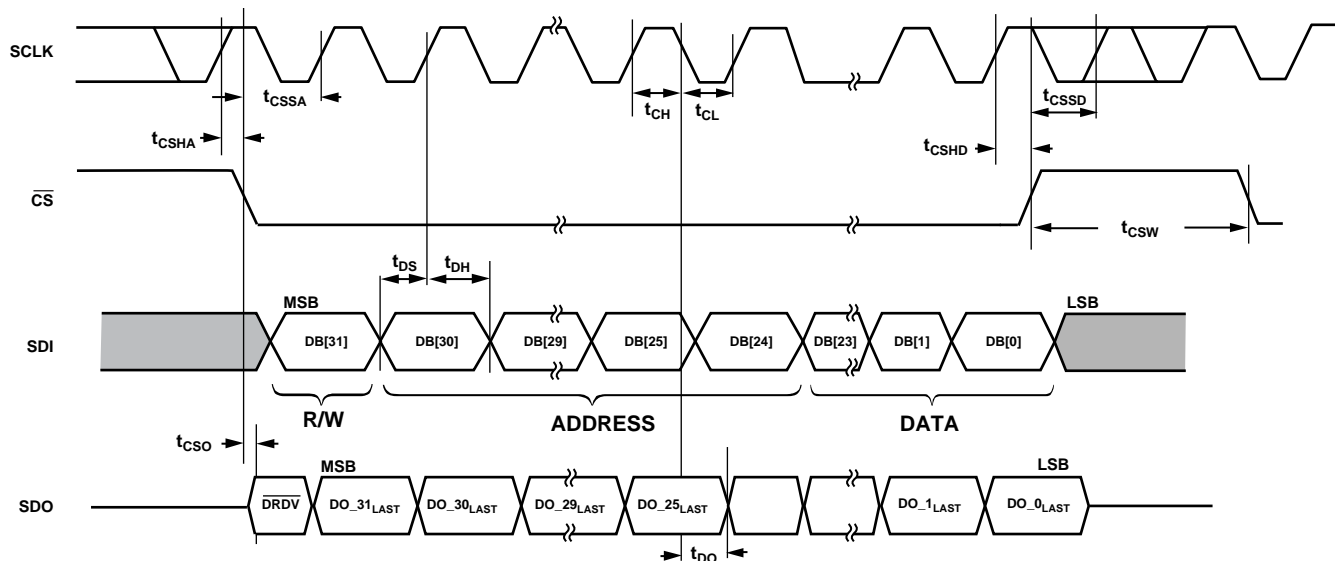 SCLK
tCSSA
tCH
tCL
tCSSD
tCSHA
tCSHD
CS
tCSW
tDS
tDH
MSB
LSB
SDI
DB[31]
DB[30]
DB[29]
DB[25]
DB[24]
DB[23]
DB[1]
DB[0]
R/W
ADDRESS
DATA
tCSO
MSB
LSB
SDO
DRDV
DO_31LAST
DO_30LAST
DO_29LAST
DO_25LAST
DO_1LAST
DO_0LAST
tDO